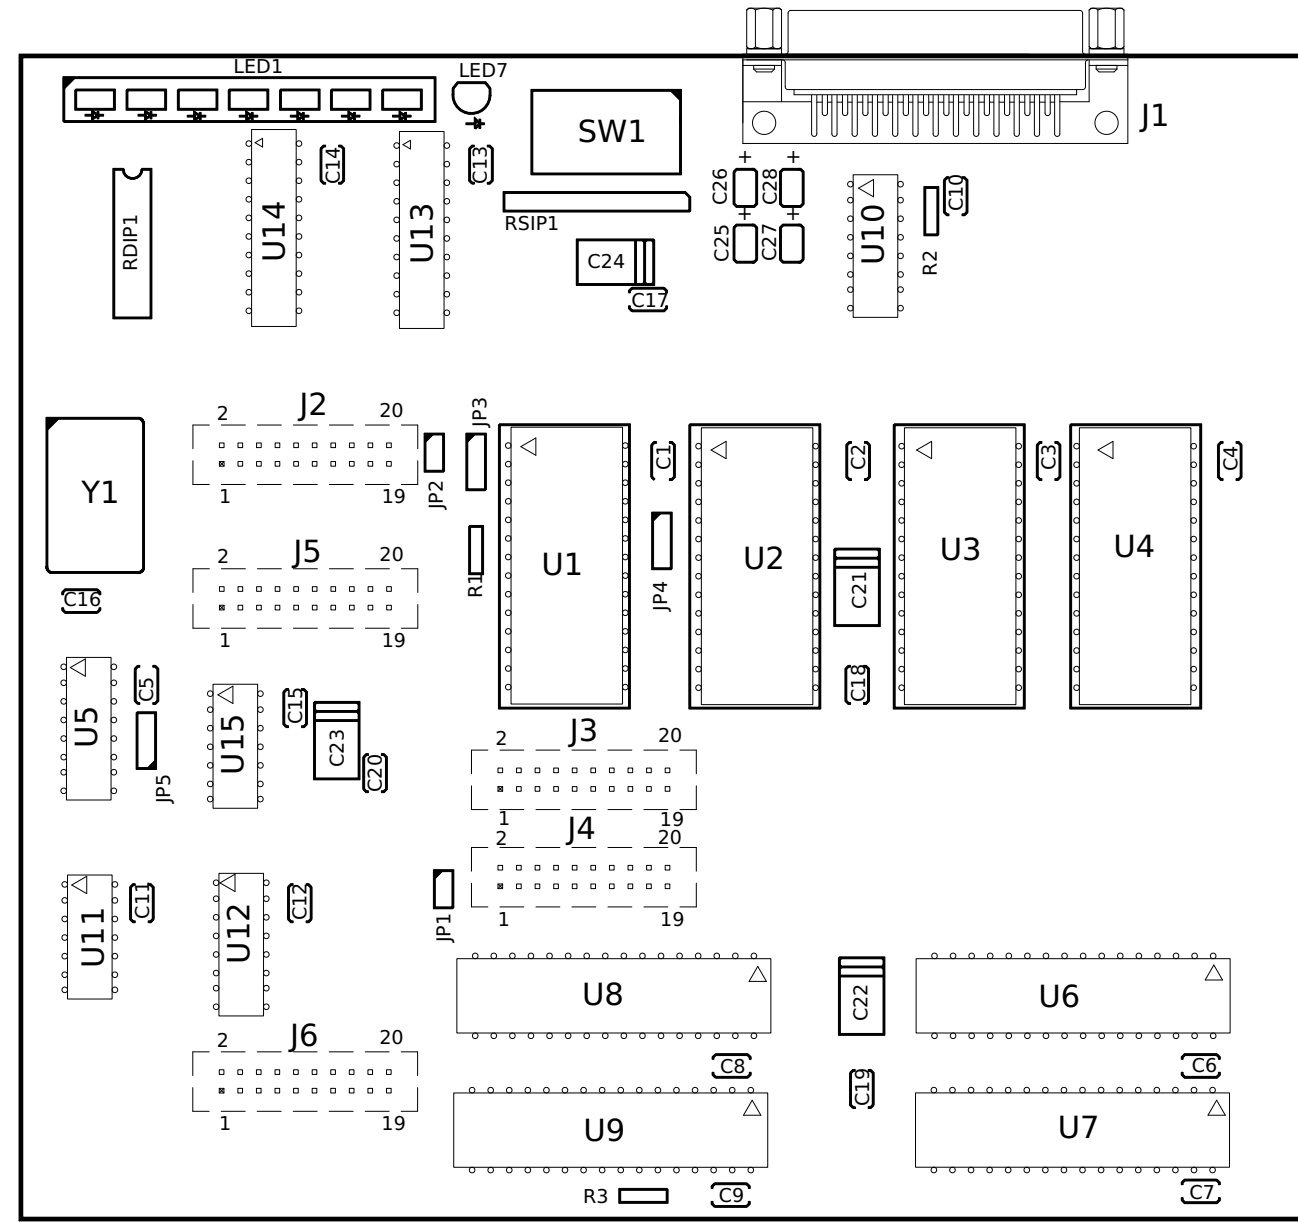 LED1
LED7
J1
SW1
C14
C13
C26
C28
C10
+
+
RDIP1
U14
U13
RSIP1
+
+
C25
C27
U10
R2
C24
C17
J2
2
20
JP3
JP2
1
19
Y1
C1
C2
C3
C4
J5
2
20
U1
U2
U3
U4
R1
JP4
C21
C16
1
19
C5
C18
U5
C15
U15
C23
C20
JP5
J3
2
20
1
19
J4
2
20
1
19
C11
C12
JP1
U11
U12
U8
C22
U6
J6
2
20
C8
C19
C6
1
19
U9
U7
R3
C9
C7